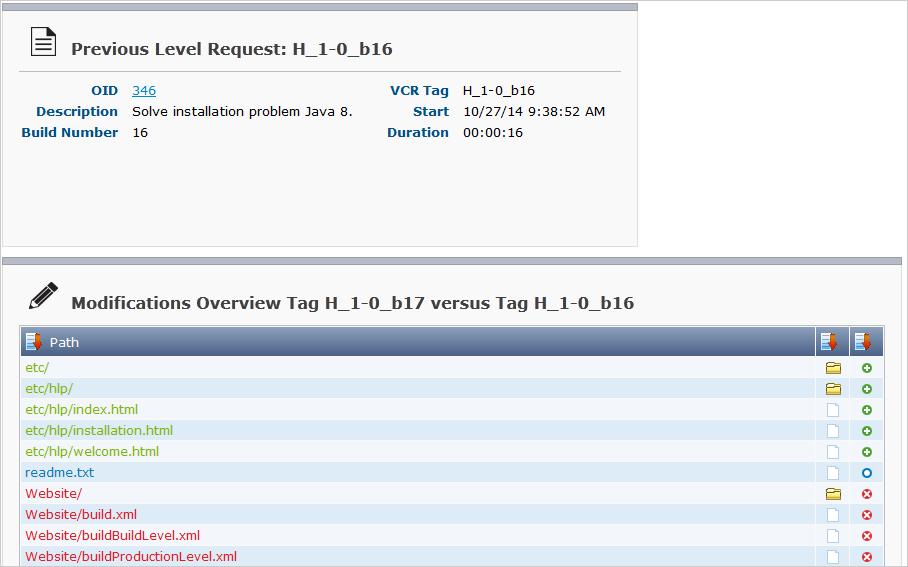 Previous Level Request: H_1-0_b16
OID 346 VCR Tag H_1-0_b16
Description Solve installation problem Java 8. Start 10/27/14 9:38:52 AM
Build Number 16 Duration 00:00:16
Modifications Overview Tag H_1-0_b17 versus Tag H_1-0_b16
Path
etc/
etc/hlp/
etc/hlp/index.html
etc/hlp/installation.html
etc/hlp/welcome.html
readme.txt
Website/
Website/build.xml
Website/buildBuildLevel.xml
Website/buildProductionLevel.xml